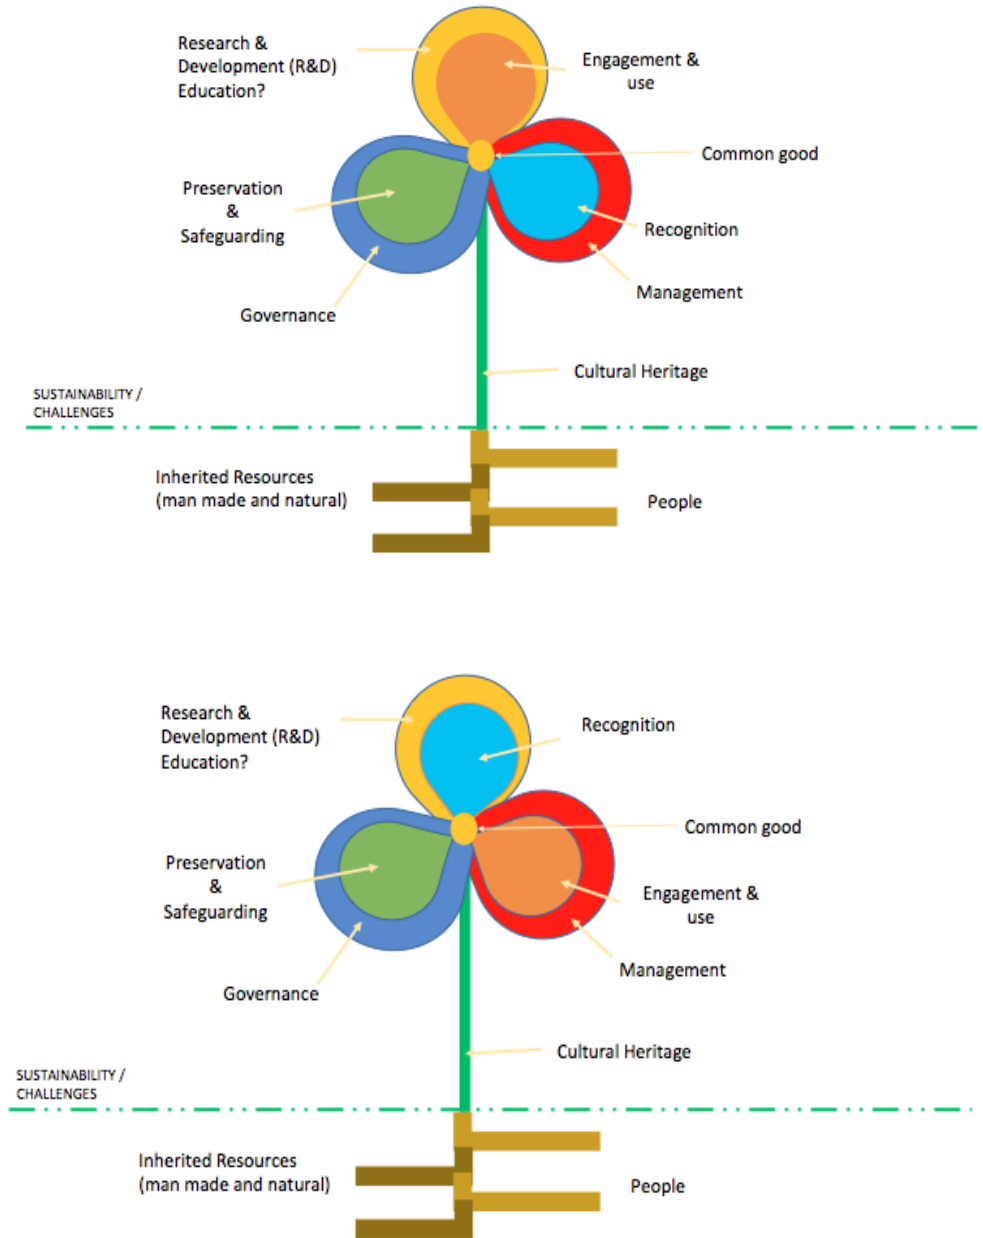 Research &
Development (R&D)
Education?
Engagement &
use
Common good
Preservation
&
Safeguarding
Recognition
Management
Governance
Cultural Heritage
SUSTAINABILITY /
CHALLENGES
Inherited Resources
(man made and natural)
People
Research &
Development (R&D)
Education?
Recognition
Common good
Preservation
&
Safeguarding
Engagement &
use
Management
Governance
Cultural Heritage
SUSTAINABILITY /
CHALLENGES
Inherited Resources
(man made and natural)
People